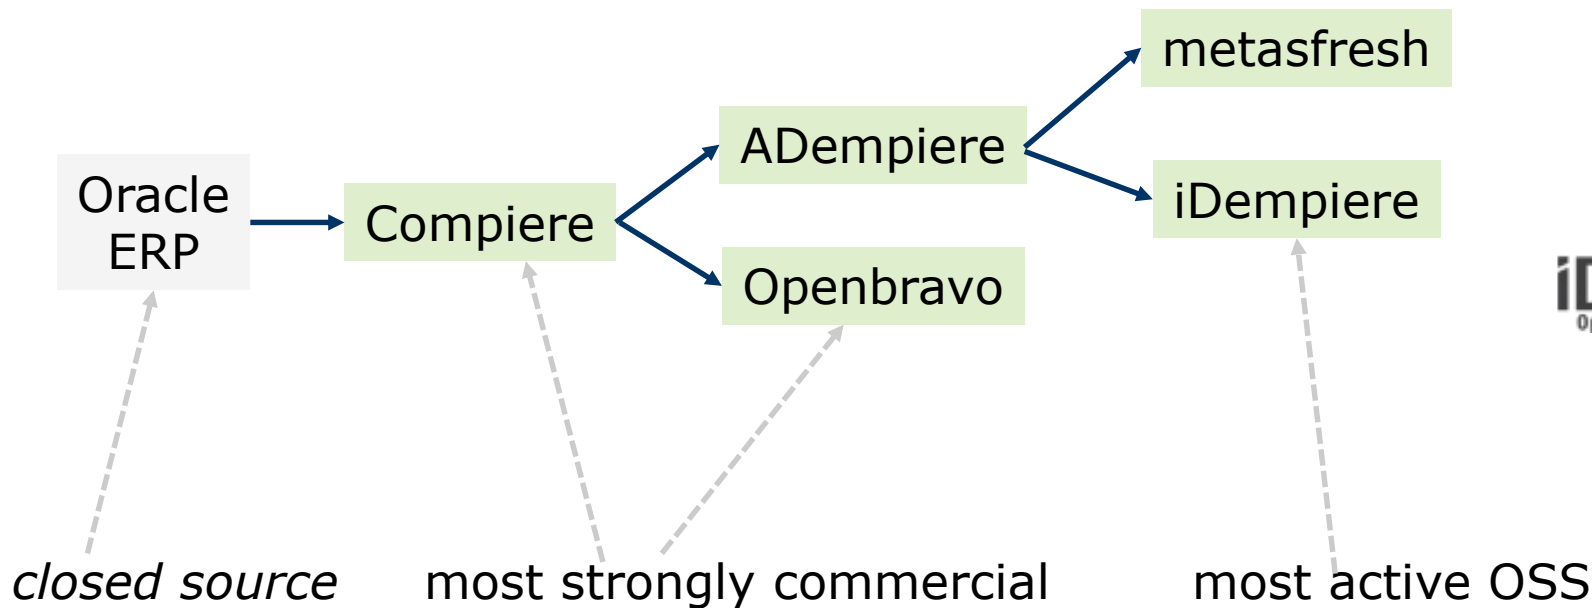 metasfresh
ADempiere
Oracle
ERP
Compiere
iDempiere
Openbravo
closed source
most strongly commercial
most active OSS